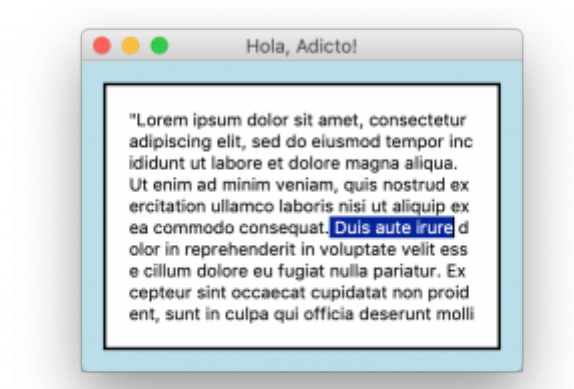 Hola, Adicto!
"Lorem ipsum dolor sit amet, consectetur
adipiscing elit, sed do eiusmod tempor inc
ididunt ut labore et dolore magna aliqua.
Ut enim ad minim veniam, quis nostrud ex
ercitation ullamco laboris nisi ut aliquip ex
ea commodo consequat. Duis aute irure d
olor in reprehenderit in voluptate velit ess
e cillum dolore eu fugiat nulla pariatur. Ex
cepteur sint occaecat cupidatat non proid
ent, sunt in culpa qui officia deserunt molli